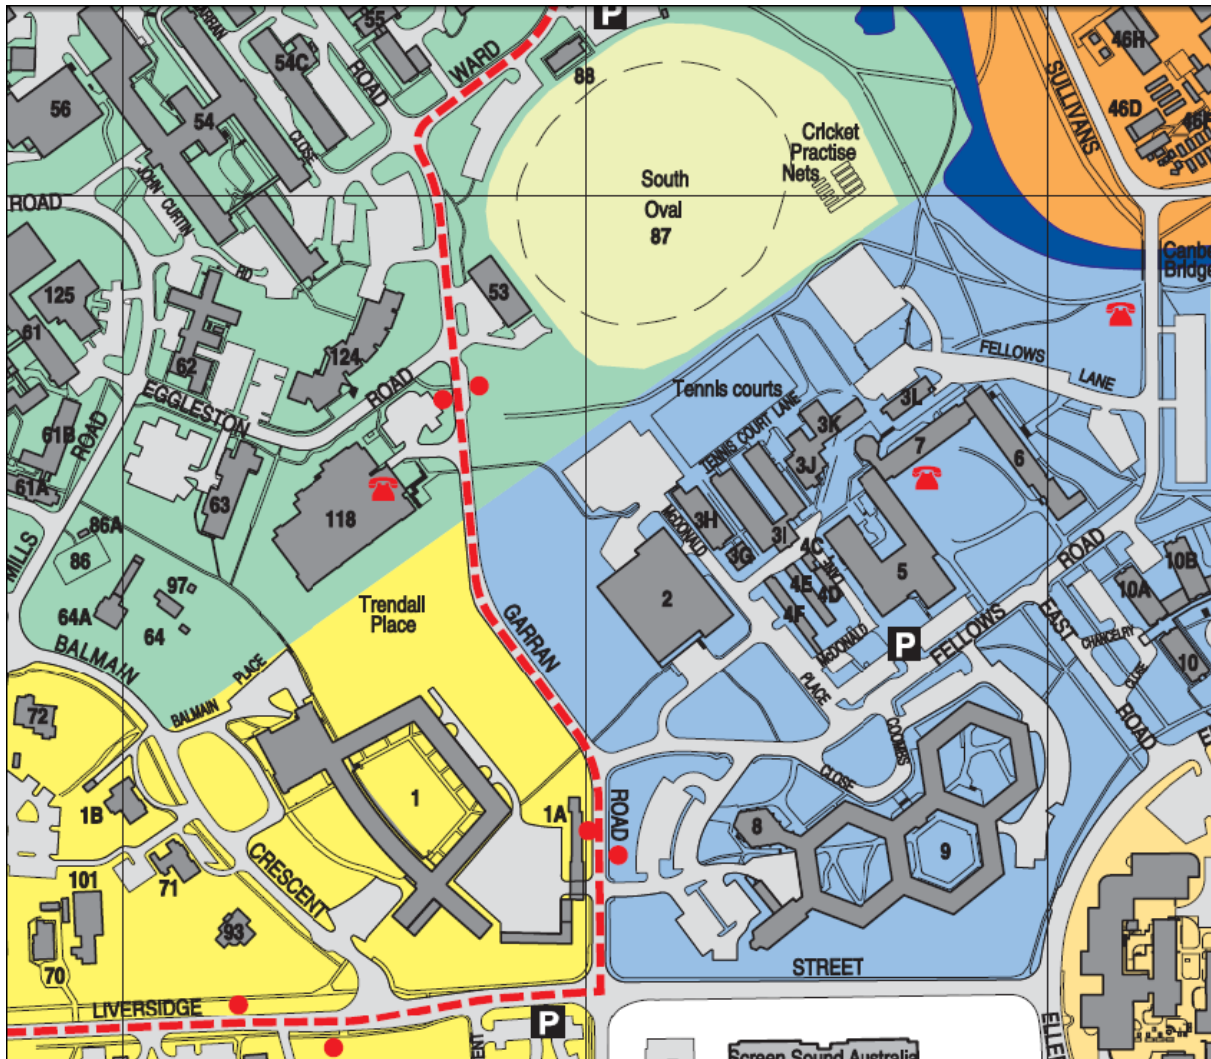 P
55
46H
54C
ROAD
WARD
88
SULLIVANS
56
54
CLOSE
46D
Cricket
Practise
Nets
JOHN
CURTIN
RD
South
Oval
87
ROAD
125
53
61
62
124
EGGLESTON
ROAD
FELLOWS
LANE
Tennis courts
3L
3K
TENNIS COURT LANE
7
6
61B
ROAD
3J
61A
63
118
3H
McDONALD
3G
3I
86A
86
MILLS
97
64A
64
4C
LANE
4E
4D
4F
5
2
ROAD
10B
10A
Trendall
Place
GARRAN
P
FELLOWS
EAST
CHANCELRY
CLOSE
10
McDONALD
PLACE
BALMAIN
BALMAIN
PLACE
72
COOMBS
CLOSE
ROAD
1
1B
1A
ROAD
8
9
71
CRESCENT
101
93
70
STREET
LIVERSIDGE
P
Screen Sound Australia